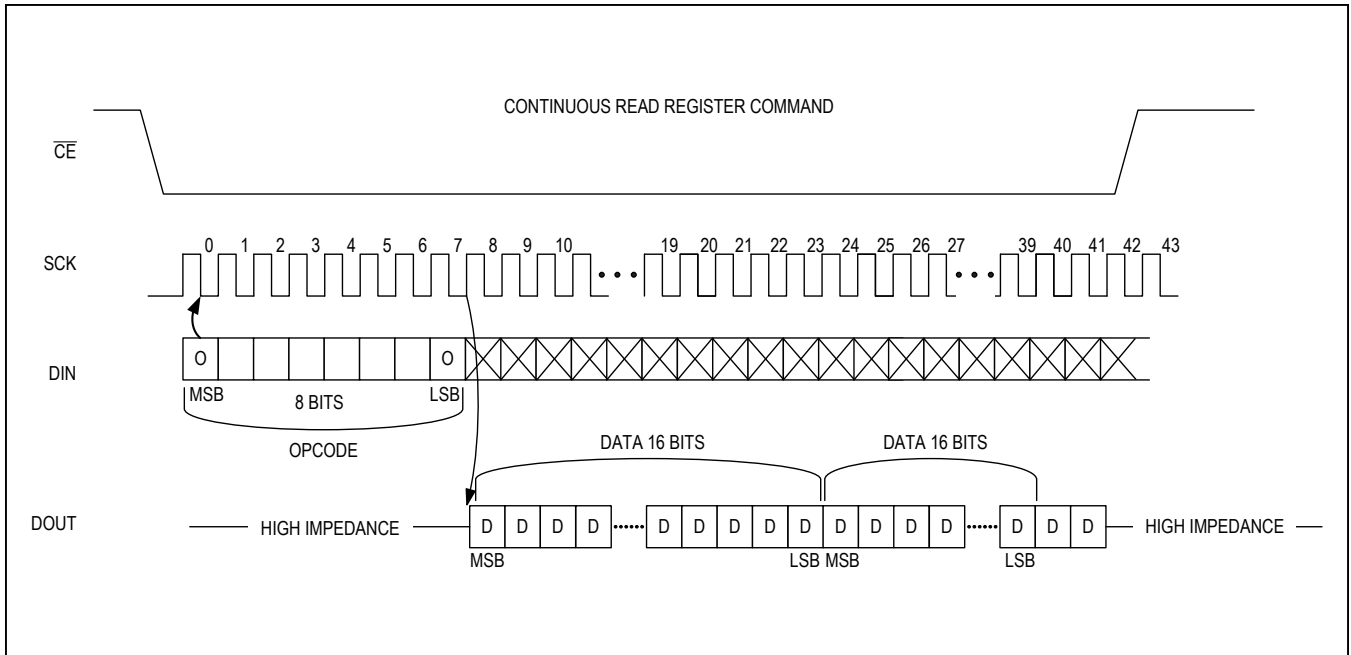 CONTINUOUS READ REGISTER COMMAND
CE
SCK
0 1 2 3 4 5 6 7 8 9 10 19 20 21 22 23 24 25 26 27 39 40 41 42 43
DIN
O O
MSB 8 BITS LSB
OPCODE
DATA 16 BITS DATA 16 BITS
DOUT
HIGH IMPEDANCE D D D D D D D D D D D D D D D D HIGH IMPEDANCE
MSB LSB MSB LSB